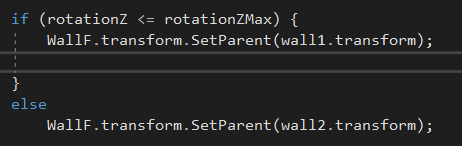 if (rotationZ <= rotationZMax) {
WallF.transform.SetParent(wall1.transform);
}
else
WallF.transform.SetParent(wall2.transform);